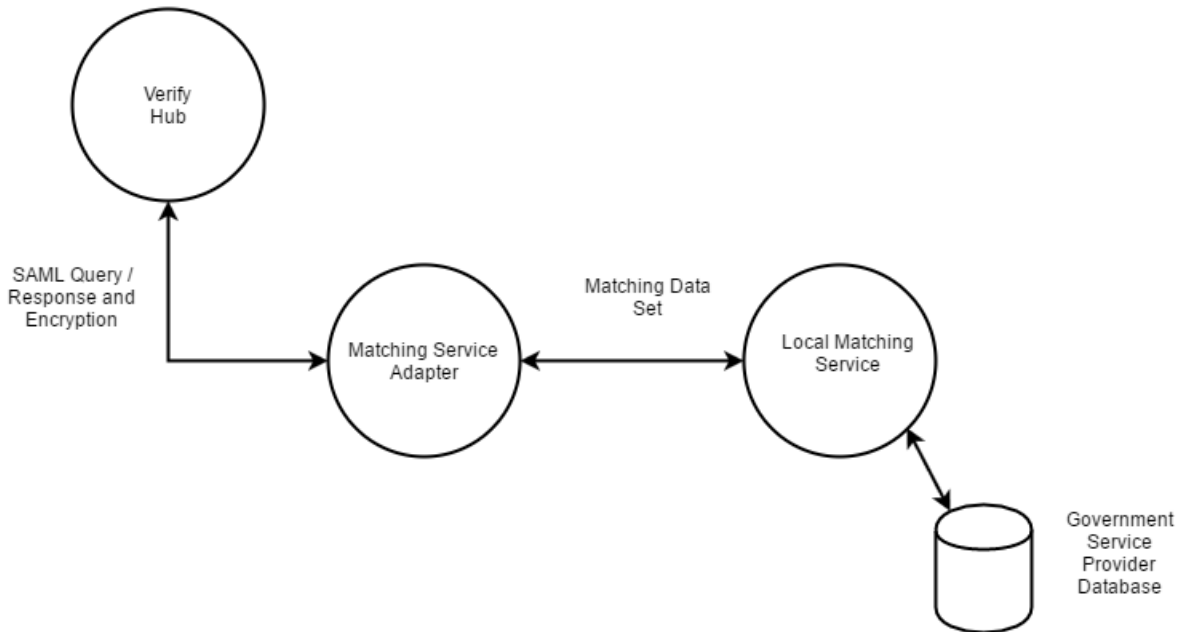 Verify
Hub
SAML Query /
Response and
Encryption
Matching Service
Adapter
Matching Data
Set
Local Matching
Service
Government
Service
Provider
Database